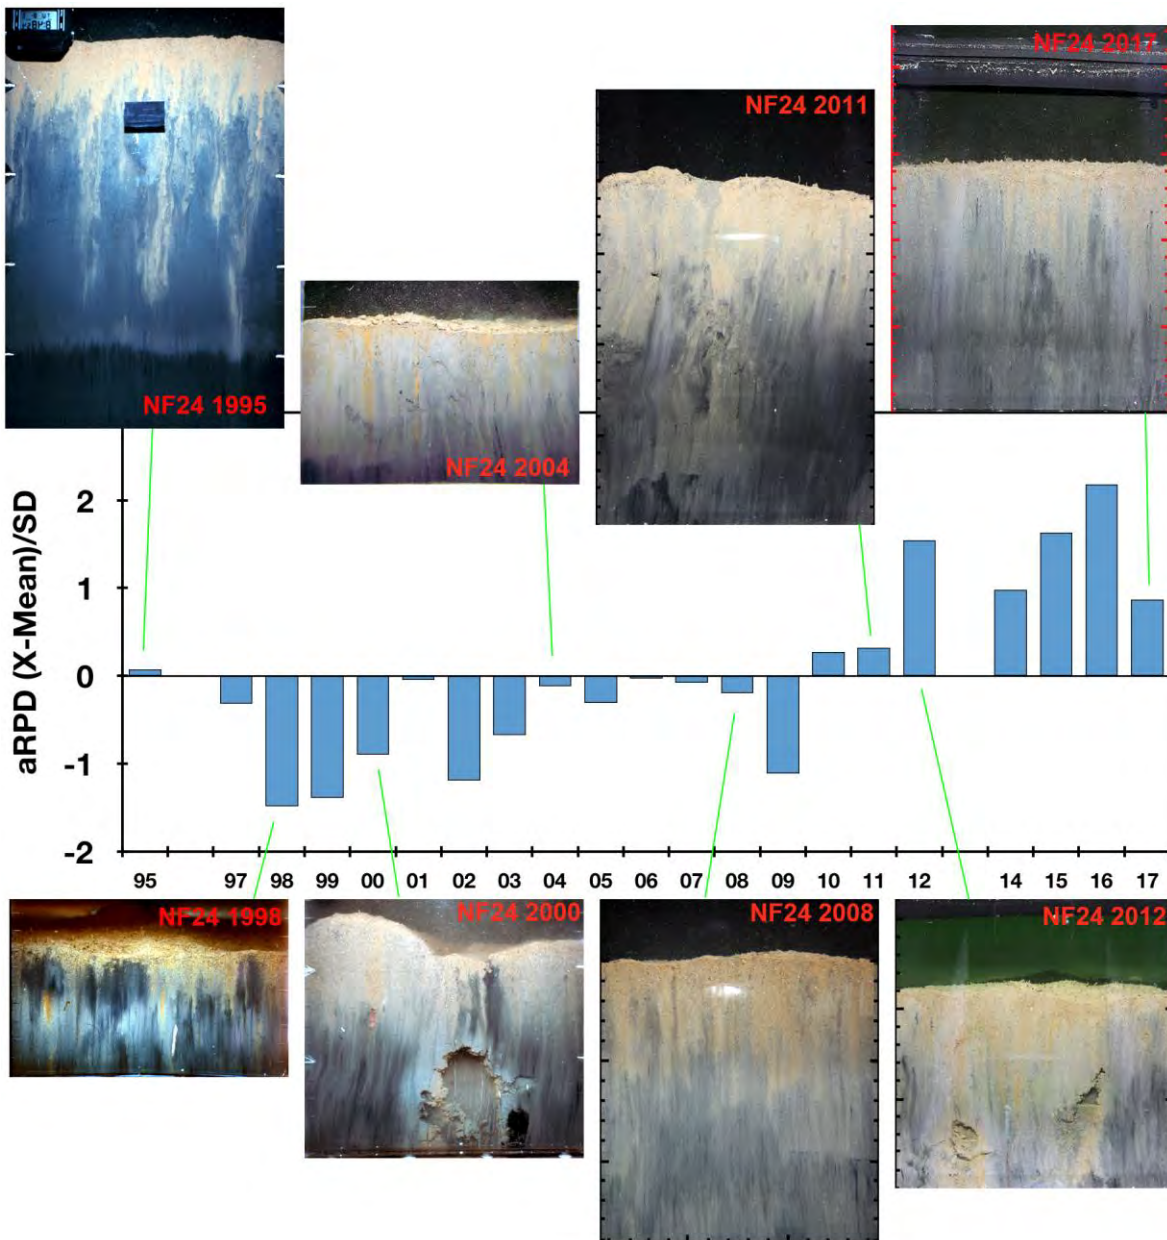 NF24 2017
NF24 2011
NF24 1995
NF24 2004
aRPD (X-Mean)/SD
2
1
0
-1
-2
95 97 98 99 00 01 02 03 04 05 06 07 08 09 10 11 12 14 15 16 17
NF24 1998
NF24 2000
NF24 2008
NF24 2012